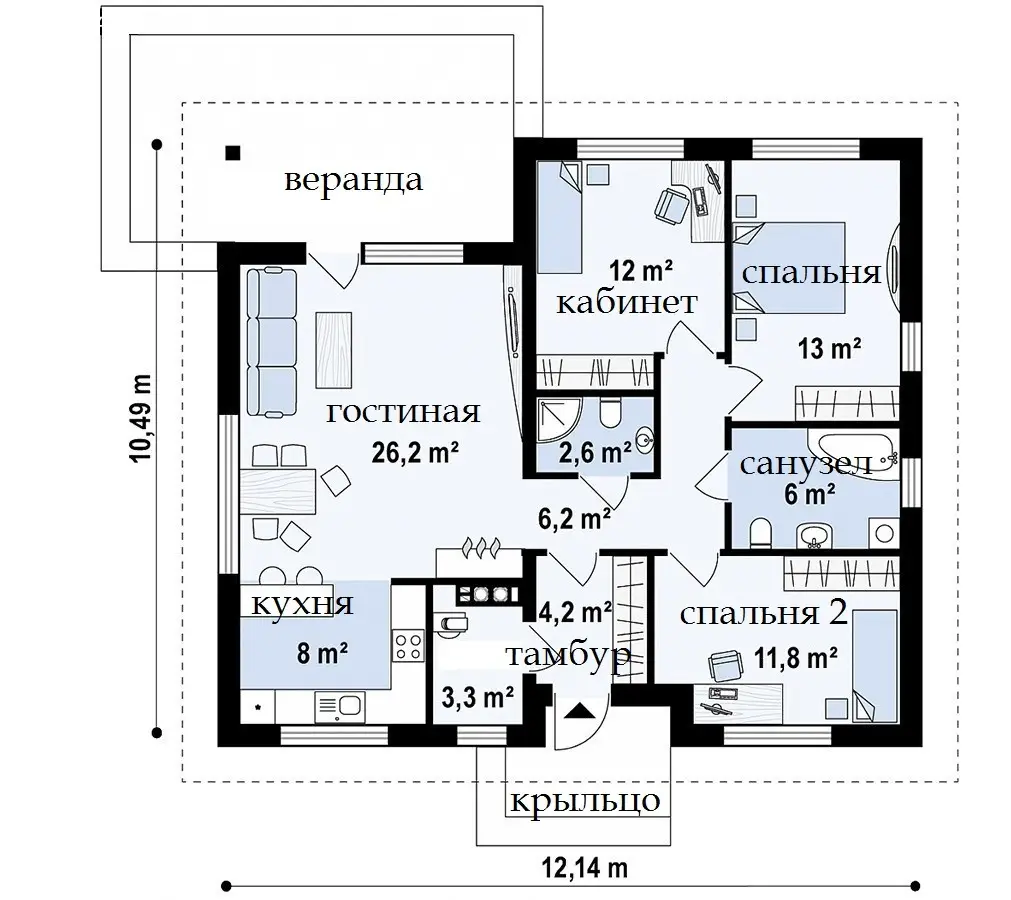 веранда
12 m²
кабинет
спальня
13 m²
10,49 m
гостиная
26,2 m²
2,6 m²
санузел
6 m²
6,2 m²
кухня
8 m²
4,2 m²
тамбур
3,3 m²
спальня 2
11,8 m²
крыльцо
12,14 m